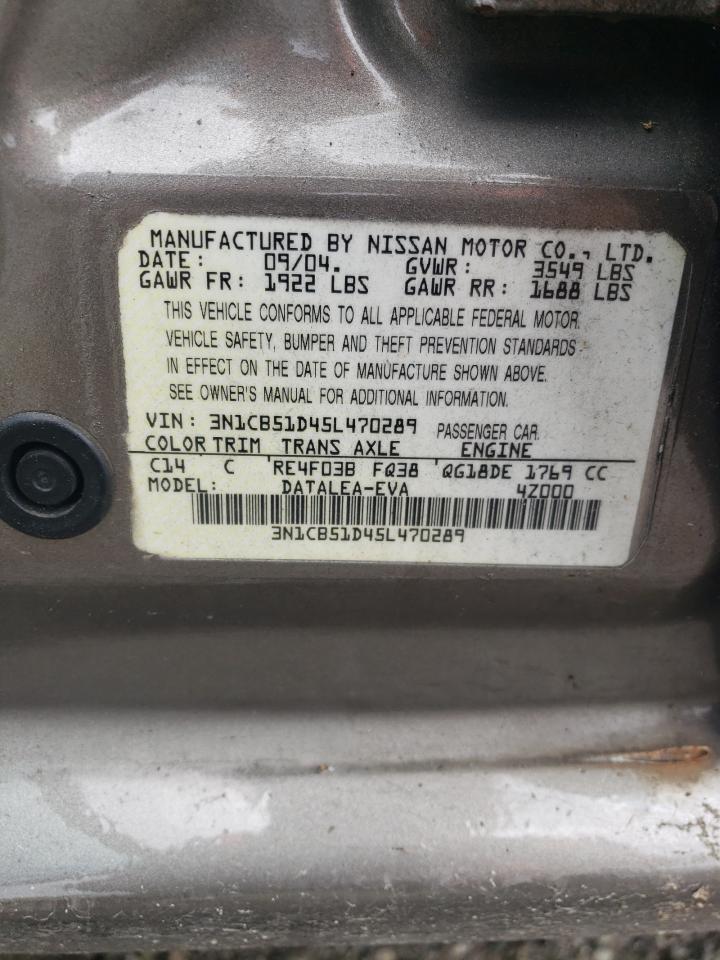 MANUFACTURED BY NISSAN MOTOR CO., LTD.
DATE: 09/04. GVWR: 3549 LBS
GAWR FR: 1922 LBS GAWR RR: 1688 LBS
THIS VEHICLE CONFORMS TO ALL APPLICABLE FEDERAL MOTOR
VEHICLE SAFETY, BUMPER AND THEFT PREVENTION STANDARDS
IN EFFECT ON THE DATE OF MANUFACTURE SHOWN ABOVE.
SEE OWNER'S MANUAL FOR ADDITIONAL INFORMATION.
VIN: 3N1CB51D45L470289 PASSENGER CAR.
COLOR TRIM TRANS AXLE ENGINE
C14 C RE4F03B FQ38 QG18DE 1769 CC
MODEL: DATALEA-EVA 4Z000
3N1CB51D45L470289